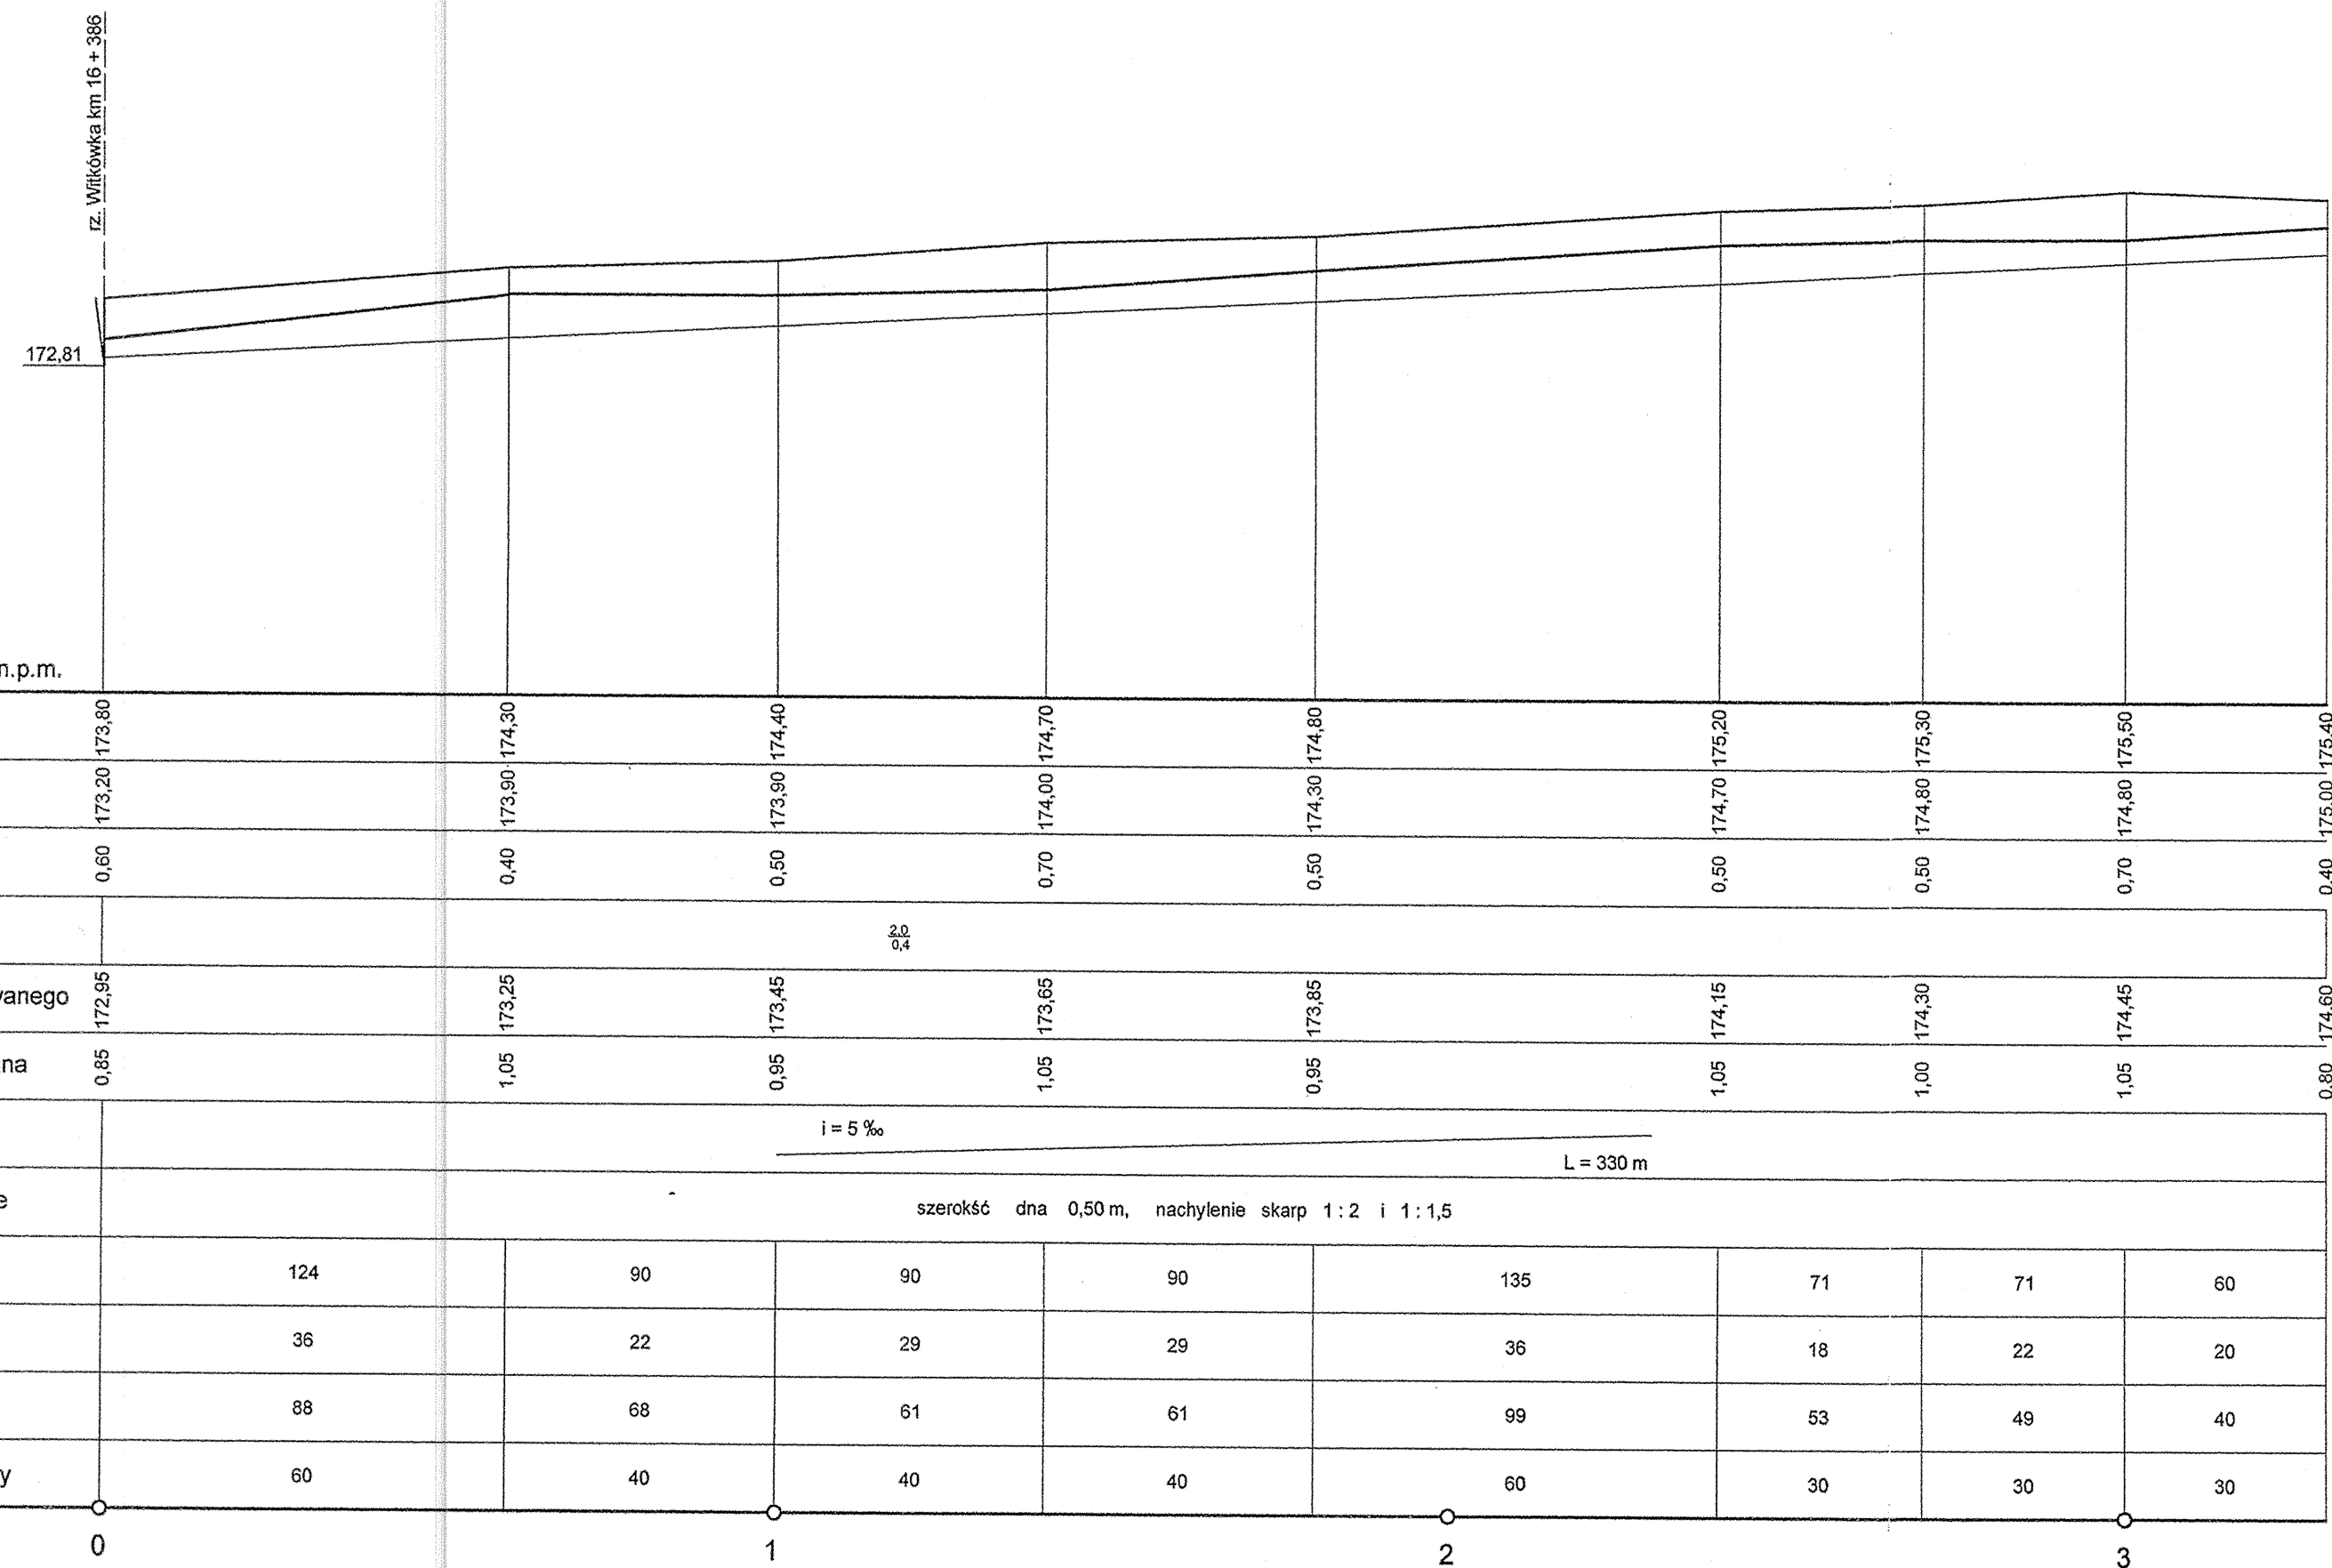 rz. Witkówka km 16 + 386
172,81
n.p.m.
173,80 174,30 174,40 174,70 174,80 175,20 175,30 175,50 175,40
173,20 173,90 173,90 174,00 174,30 174,70 174,80 174,80 175,00
0,60 0,40 0,50 0,70 0,50 0,50 0,50 0,70 0,40
2,0
0,4
wanego 172,95 173,25 173,45 173,65 173,85 174,15 174,30 174,45 174,60
na 0,85 1,05 0,95 1,05 0,95 1,05 1,00 1,05 0,80
i = 5 ‰
L = 330 m
e szerokść dna 0,50 m, nachylenie skarp 1 : 2 i 1 : 1,5
124 90 90 90 135 71 71 60
36 22 29 29 36 18 22 20
88 68 61 61 99 53 49 40
y 60 40 40 40 60 30 30 30
0 1 2 3